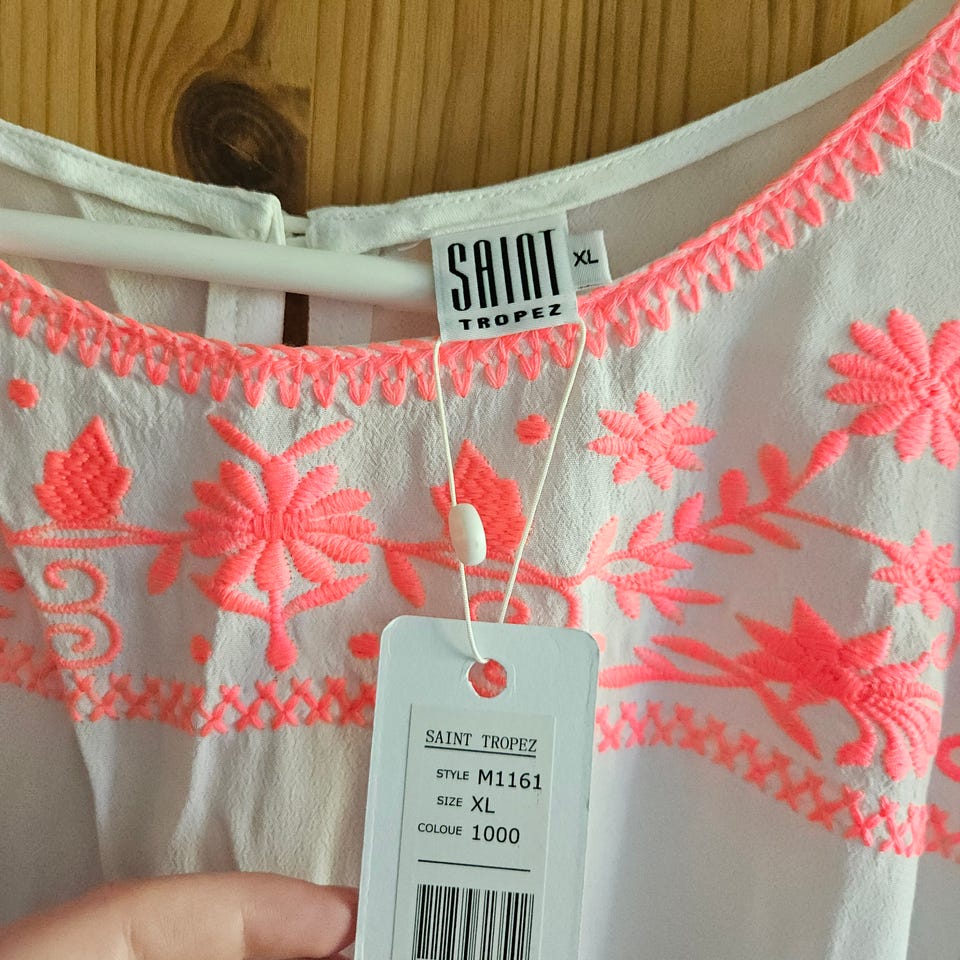 SAINT
TROPEZ
XL
SAINT TROPEZ
STYLE M1161
SIZE XL
COLOUE 1000